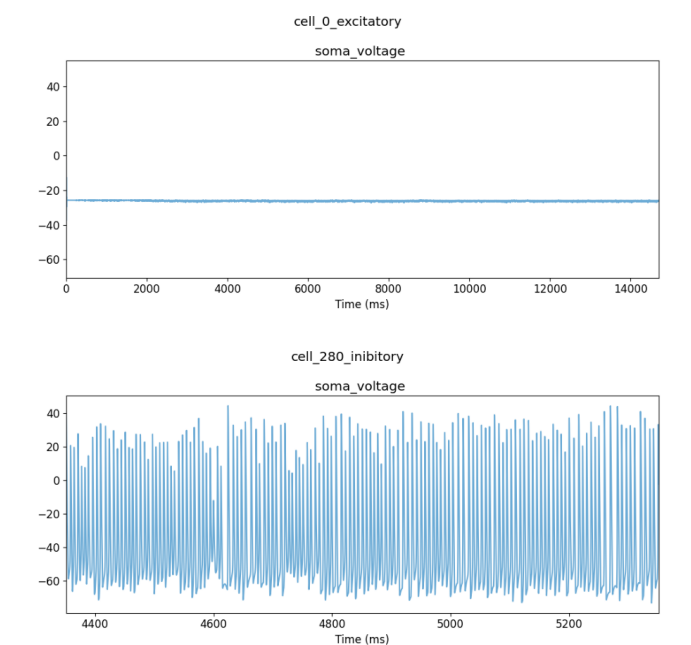 cell_0_excitatory
soma_voltage
40
20
0
−20
−40
−60
0 2000 4000 6000 8000 10000 12000 14000
Time (ms)
cell_280_inibitory
soma_voltage
40
20
0
−20
−40
−60
4400 4600 4800 5000 5200
Time (ms)